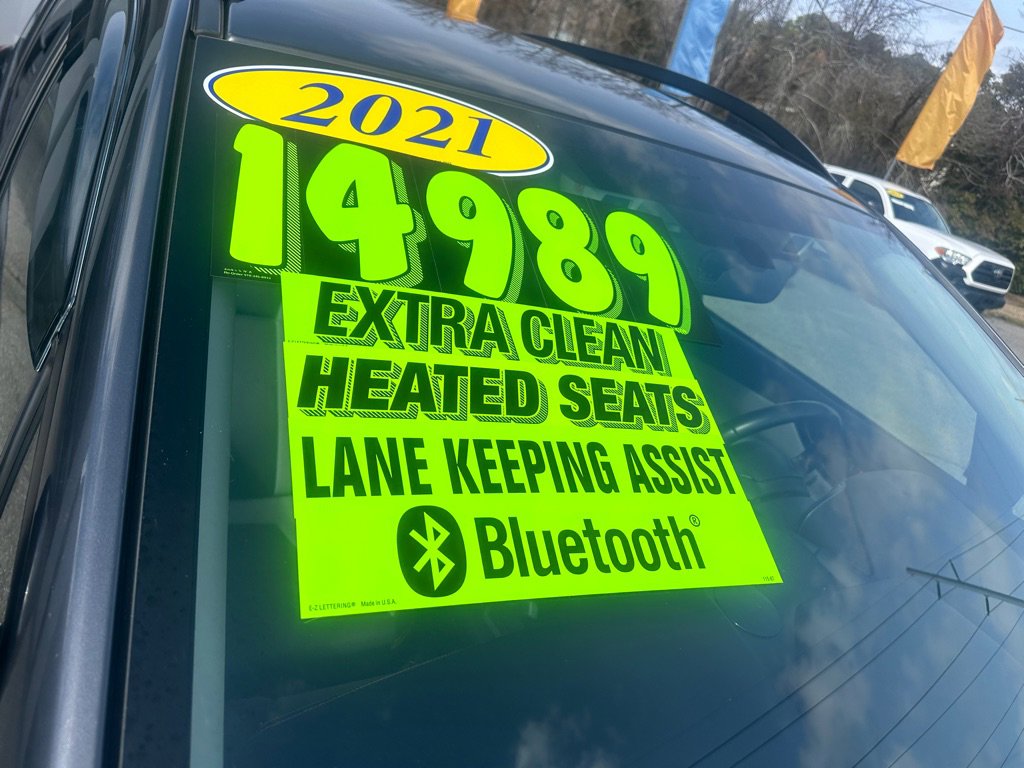 2021
14989
EXTRA CLEAN
HEATED SEATS
LANE KEEPING ASSIST
Bluetooth®
E-Z LETTERING® Made in U.S.A.